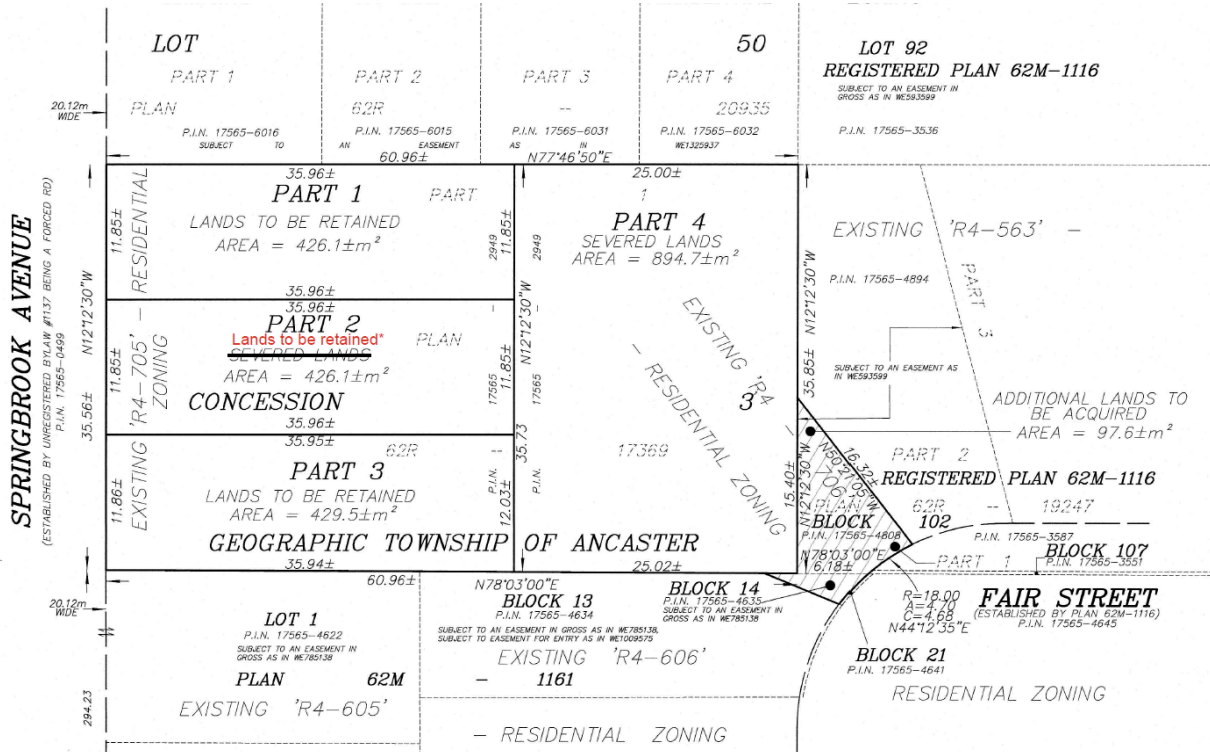 LOT
50
LOT 92
REGISTERED PLAN 62M-1116
SUBJECT TO AN EASEMENT IN
GROSS AS IN WE593599
P.I.N. 17565-3536
PART 1
PART 2
PART 3
PART 4
PLAN
62R
--
20935
20.12m
WIDE
P.I.N. 17565-6016
P.I.N. 17565-6015
P.I.N. 17565-6031
P.I.N. 17565-6032
SUBJECT TO AN EASEMENT AS IN WE1325937
60.96±
N77°46'50"E
35.96±
25.00±
PART 1
LANDS TO BE RETAINED
AREA = 426.1±m²
PART
1
PART 4
SEVERED LANDS
AREA = 894.7±m²
11.85±
11.85±
2949
2949
EXISTING 'R4-705' - RESIDENTIAL
ZONING
SPRINGBROOK AVENUE
(ESTABLISHED BY UNREGISTERED BYLAW #1137 BEING A FORCED RD)
P.I.N. 17565-0499
N12°12'30"W
35.56±
35.96±
35.96±
PART 2
Lands to be retained*
SEVERED LANDS
AREA = 426.1±m²
PLAN
11.85±
11.85±
17565
17565
CONCESSION
3
35.96±
35.95±
62R
--
17369
PART 3
LANDS TO BE RETAINED
AREA = 429.5±m²
11.86±
12.03±
P.I.N.
P.I.N.
N12°12'30"W
35.73
GEOGRAPHIC TOWNSHIP OF ANCASTER
35.94±
25.02±
60.96±
N78°03'00"E
EXISTING 'R4
- RESIDENTIAL ZONING
EXISTING 'R4-563' -
P.I.N. 17565-4894
PART 3
N12°12'30"W
35.85±
SUBJECT TO AN EASEMENT AS
IN WE593599
ADDITIONAL LANDS TO
BE ACQUIRED
AREA = 97.6±m²
PART 2
REGISTERED PLAN 62M-1116
16.32±
15.40±
N12°12'30"W
PLAN 62R -- 19247
BLOCK 102
P.I.N. 17565-4808
P.I.N. 17565-3587
N78°03'00"E
6.18±
PART 1
BLOCK 107
P.I.N. 17565-3551
20.12m
WIDE
LOT 1
P.I.N. 17565-4622
SUBJECT TO AN EASEMENT IN
GROSS AS IN WE785138
PLAN 62M - 1161
EXISTING 'R4-605'
294.23
BLOCK 13
P.I.N. 17565-4634
SUBJECT TO AN EASEMENT IN GROSS AS IN WE785138,
SUBJECT TO EASEMENT FOR ENTRY AS IN WE1009575
EXISTING 'R4-606'
- RESIDENTIAL ZONING
BLOCK 14
P.I.N. 17565-4635
SUBJECT TO AN EASEMENT IN
GROSS AS IN WE785138
R=18.00
A=4.70
C=4.68
N44°12'35"E
FAIR STREET
(ESTABLISHED BY PLAN 62M-1116)
P.I.N. 17565-4645
BLOCK 21
P.I.N. 17565-4641
RESIDENTIAL ZONING